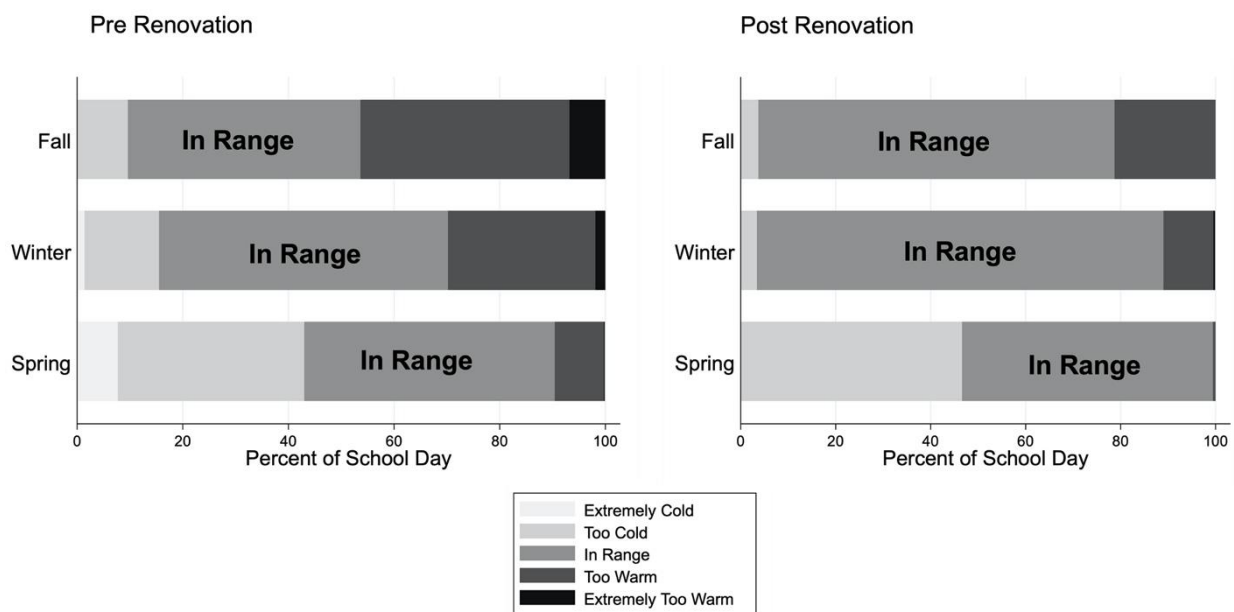 Pre Renovation
Fall
In Range
Winter
In Range
Spring
In Range
0 20 40 60 80 100
Percent of School Day
Post Renovation
Fall
In Range
Winter
In Range
Spring
In Range
0 20 40 60 80 100
Percent of School Day
Extremely Cold
Too Cold
In Range
Too Warm
Extremely Too Warm